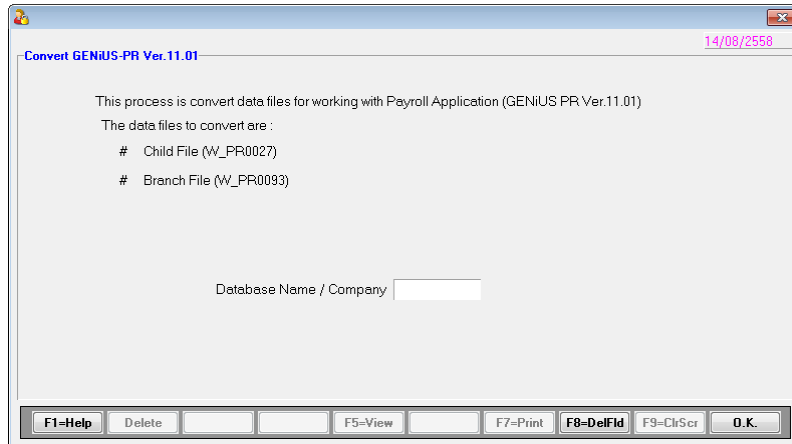 14/08/2558
Convert GENiUS-PR Ver.11.01
This process is convert data files for working with Payroll Application (GENiUS PR Ver.11.01)
The data files to convert are :
# Child File (W_PR0027)
# Branch File (W_PR0093)
Database Name / Company
F1=Help Delete F5=View F7=Print F8=DelFld F9=ClrScr O.K.